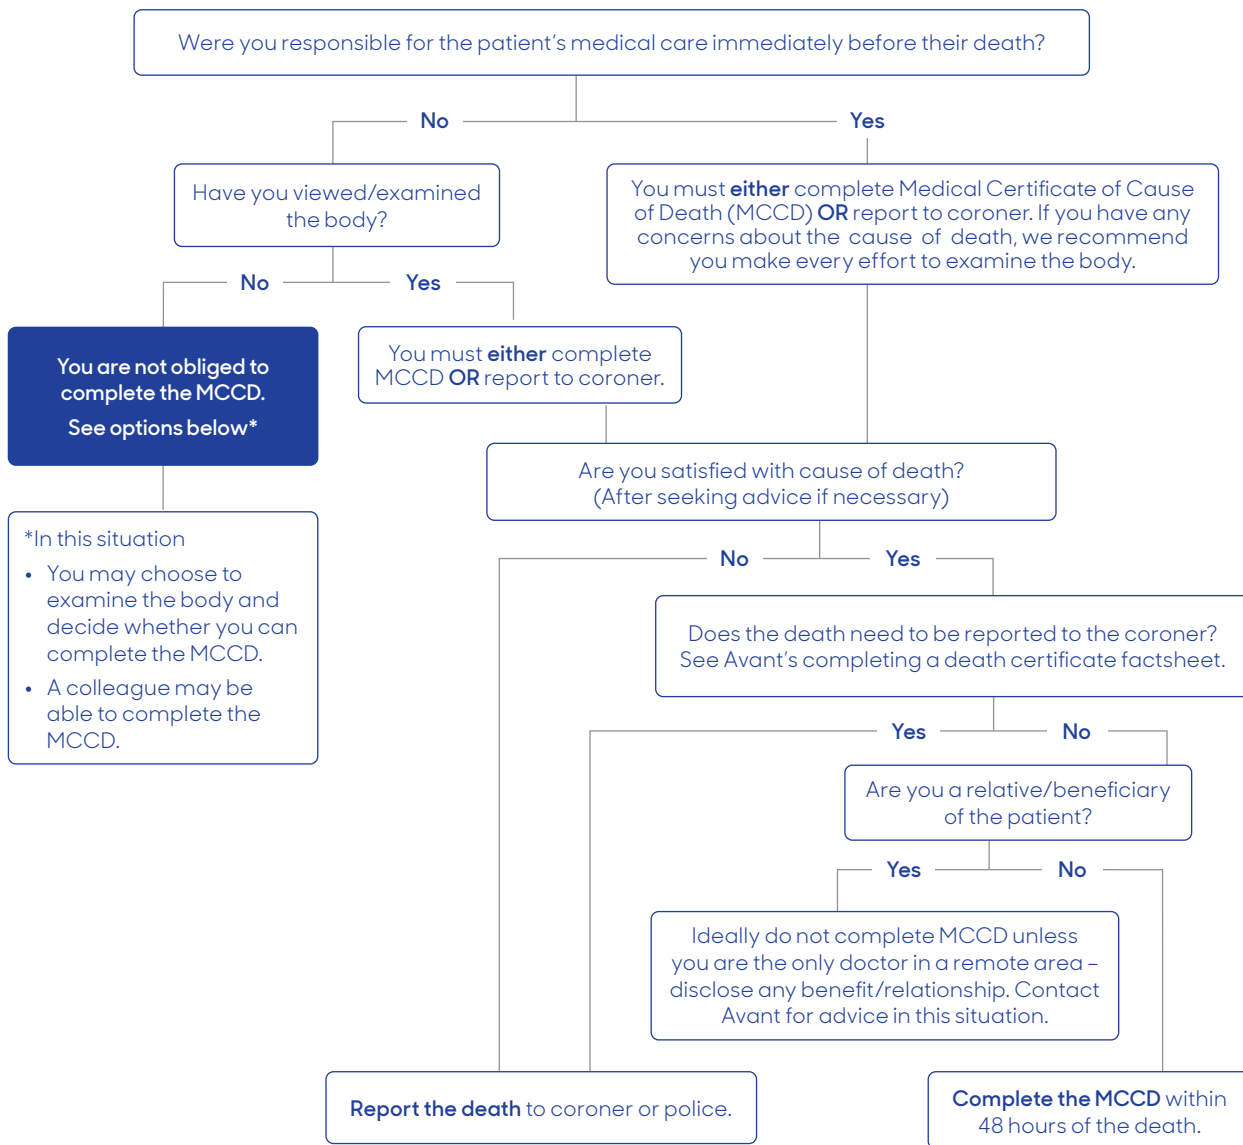 Were you responsible for the patient’s medical care immediately before their death?
No
Yes
Have you viewed/examined
the body?
You must either complete Medical Certificate of Cause
of Death (MCCD) OR report to coroner. If you have any
concerns about the cause of death, we recommend
you make every effort to examine the body.
No
Yes
You are not obliged to
complete the MCCD.
See options below*
You must either complete
MCCD OR report to coroner.
Are you satisfied with cause of death?
(After seeking advice if necessary)
*In this situation
• You may choose to
examine the body and
decide whether you can
complete the MCCD.
• A colleague may be
able to complete the
MCCD.
No
Yes
Does the death need to be reported to the coroner?
See Avant’s completing a death certificate factsheet.
Yes
No
Are you a relative/beneficiary
of the patient?
Yes
No
Ideally do not complete MCCD unless
you are the only doctor in a remote area –
disclose any benefit/relationship. Contact
Avant for advice in this situation.
Report the death to coroner or police.
Complete the MCCD within
48 hours of the death.